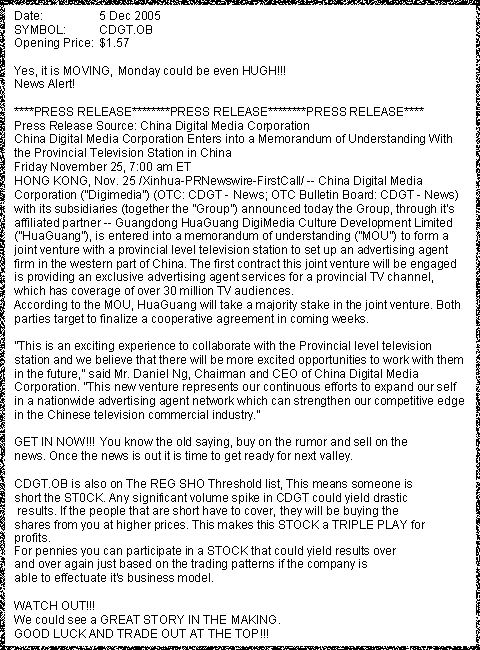 Date: 5 Dec 2005
SYMBOL: CDGT.OB
Opening Price: $1.57
Yes, it is MOVING, Monday could be even HUGH!!!
News Alert!
****PRESS RELEASE********PRESS RELEASE********PRESS RELEASE****
Press Release Source: China Digital Media Corporation
China Digital Media Corporation Enters into a Memorandum of Understanding With
the Provincial Television Station in China
Friday November 25, 7:00 am ET
HONG KONG, Nov. 25 /Xinhua-PRNewswire-FirstCall/ -- China Digital Media
Corporation ("Digimedia") (OTC: CDGT - News; OTC Bulletin Board: CDGT - News)
with its subsidiaries (together the "Group") announced today the Group, through it's
affiliated partner -- Guangdong HuaGuang DigiMedia Culture Development Limited
("HuaGuang"), is entered into a memorandum of understanding ("MOU") to form a
joint venture with a provincial level television station to set up an advertising agent
firm in the western part of China. The first contract this joint venture will be engaged
is providing an exclusive advertising agent services for a provincial TV channel,
which has coverage of over 30 million TV audiences.
According to the MOU, HuaGuang will take a majority stake in the joint venture. Both
parties target to finalize a cooperative agreement in coming weeks.
"This is an exciting experience to collaborate with the Provincial level television
station and we believe that there will be more excited opportunities to work with them
in the future," said Mr. Daniel Ng, Chairman and CEO of China Digital Media
Corporation. "This new venture represents our continuous efforts to expand our self
in a nationwide advertising agent network which can strengthen our competitive edge
in the Chinese television commercial industry."
GET IN NOW!!! You know the old saying, buy on the rumor and sell on the
news. Once the news is out it is time to get ready for next valley.
CDGT.OB is also on The REG SHO Threshold list, This means someone is
short the ST0CK. Any significant volume spike in CDGT could yield drastic
results. If the people that are short have to cover, they will be buying the
shares from you at higher prices. This makes this STOCK a TRIPLE PLAY for
profits.
For pennies you can participate in a STOCK that could yield results over
and over again just based on the trading patterns if the company is
able to effectuate it's business model.
WATCH OUT!!!
We could see a GREAT STORY IN THE MAKING.
GOOD LUCK AND TRADE OUT AT THE TOP!!!